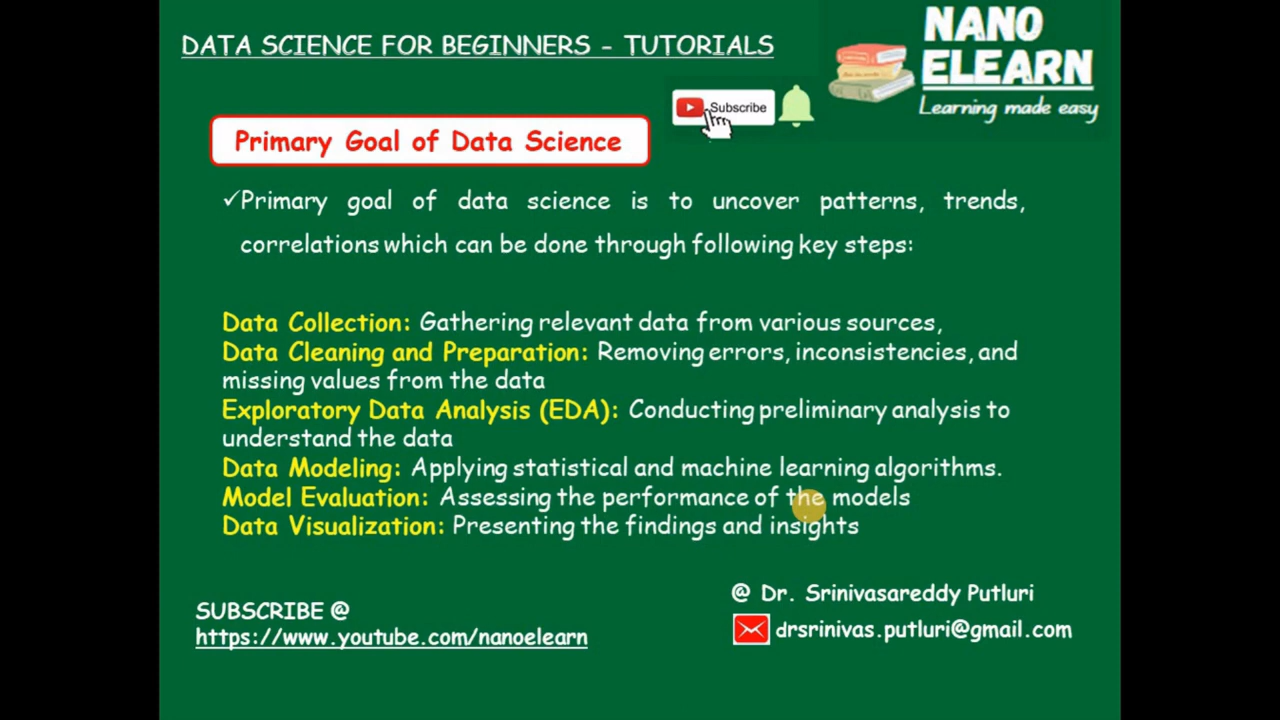 DATA SCIENCE FOR BEGINNERS - TUTORIALS
NANO
ELEARN
Learning made easy
Subscribe
Primary Goal of Data Science
✓Primary goal of data science is to uncover patterns, trends,
correlations which can be done through following key steps:
Data Collection: Gathering relevant data from various sources,
Data Cleaning and Preparation: Removing errors, inconsistencies, and
missing values from the data
Exploratory Data Analysis (EDA): Conducting preliminary analysis to
understand the data
Data Modeling: Applying statistical and machine learning algorithms.
Model Evaluation: Assessing the performance of the models
Data Visualization: Presenting the findings and insights
SUBSCRIBE @
https://www.youtube.com/nanoelearn
@ Dr. Srinivasareddy Putluri
drsrinivas.putluri@gmail.com